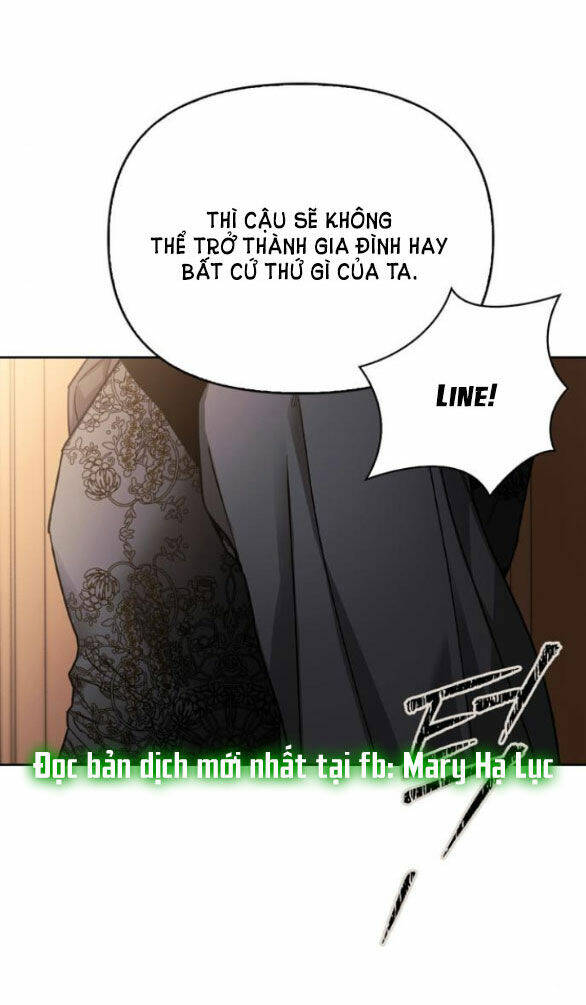 THÌ CẬU SẼ KHÔNG
THỂ TRỞ THÀNH GIA ĐÌNH HAY
BẤT CỨ THỨ GÌ CỦA TA.
LINE!
Đọc bản dịch mới nhất tại fb: Mary Hạ Lục